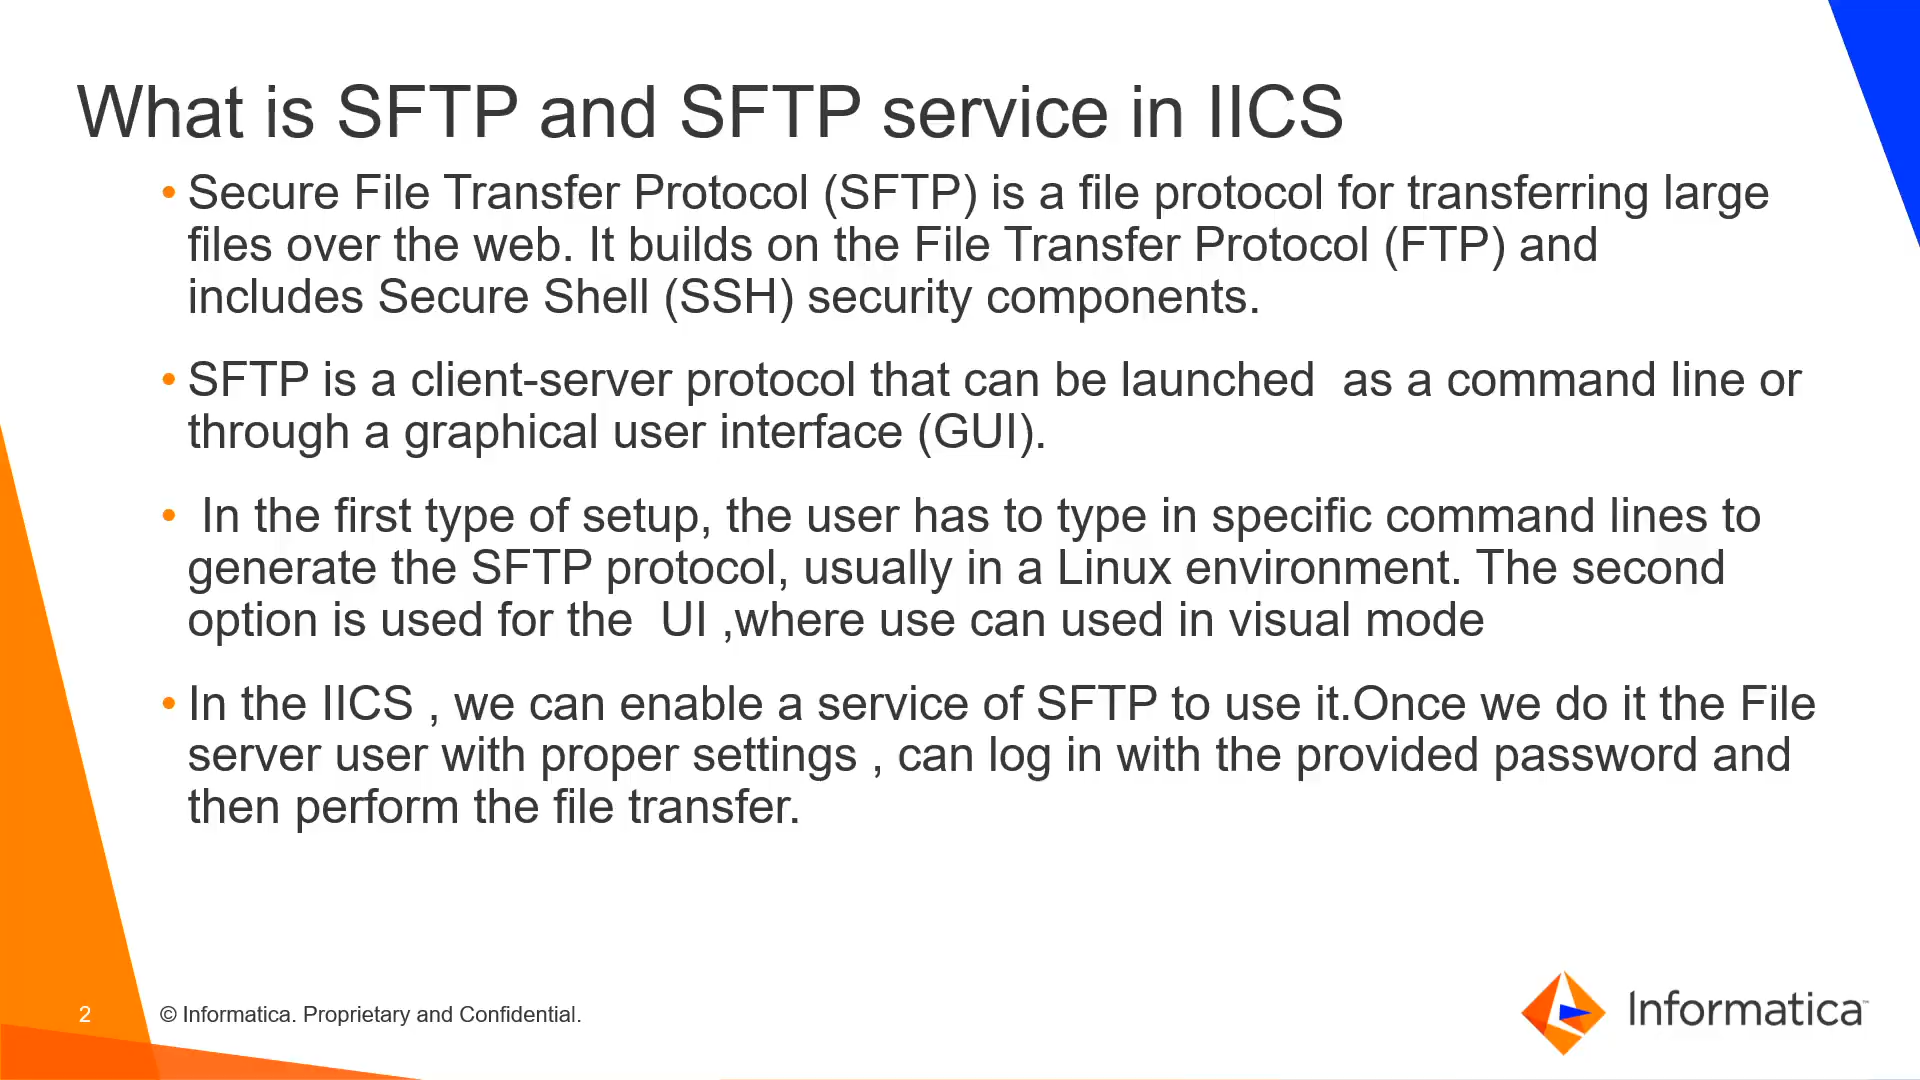 What is SFTP and SFTP service in IICS
• Secure File Transfer Protocol (SFTP) is a file protocol for transferring large
files over the web. It builds on the File Transfer Protocol (FTP) and
includes Secure Shell (SSH) security components.
• SFTP is a client-server protocol that can be launched  as a command line or
through a graphical user interface (GUI).
•  In the first type of setup, the user has to type in specific command lines to
generate the SFTP protocol, usually in a Linux environment. The second
option is used for the  UI ,where use can used in visual mode
• In the IICS , we can enable a service of SFTP to use it.Once we do it the File
server user with proper settings , can log in with the provided password and
then perform the file transfer.
2
© Informatica. Proprietary and Confidential.
Informatica™